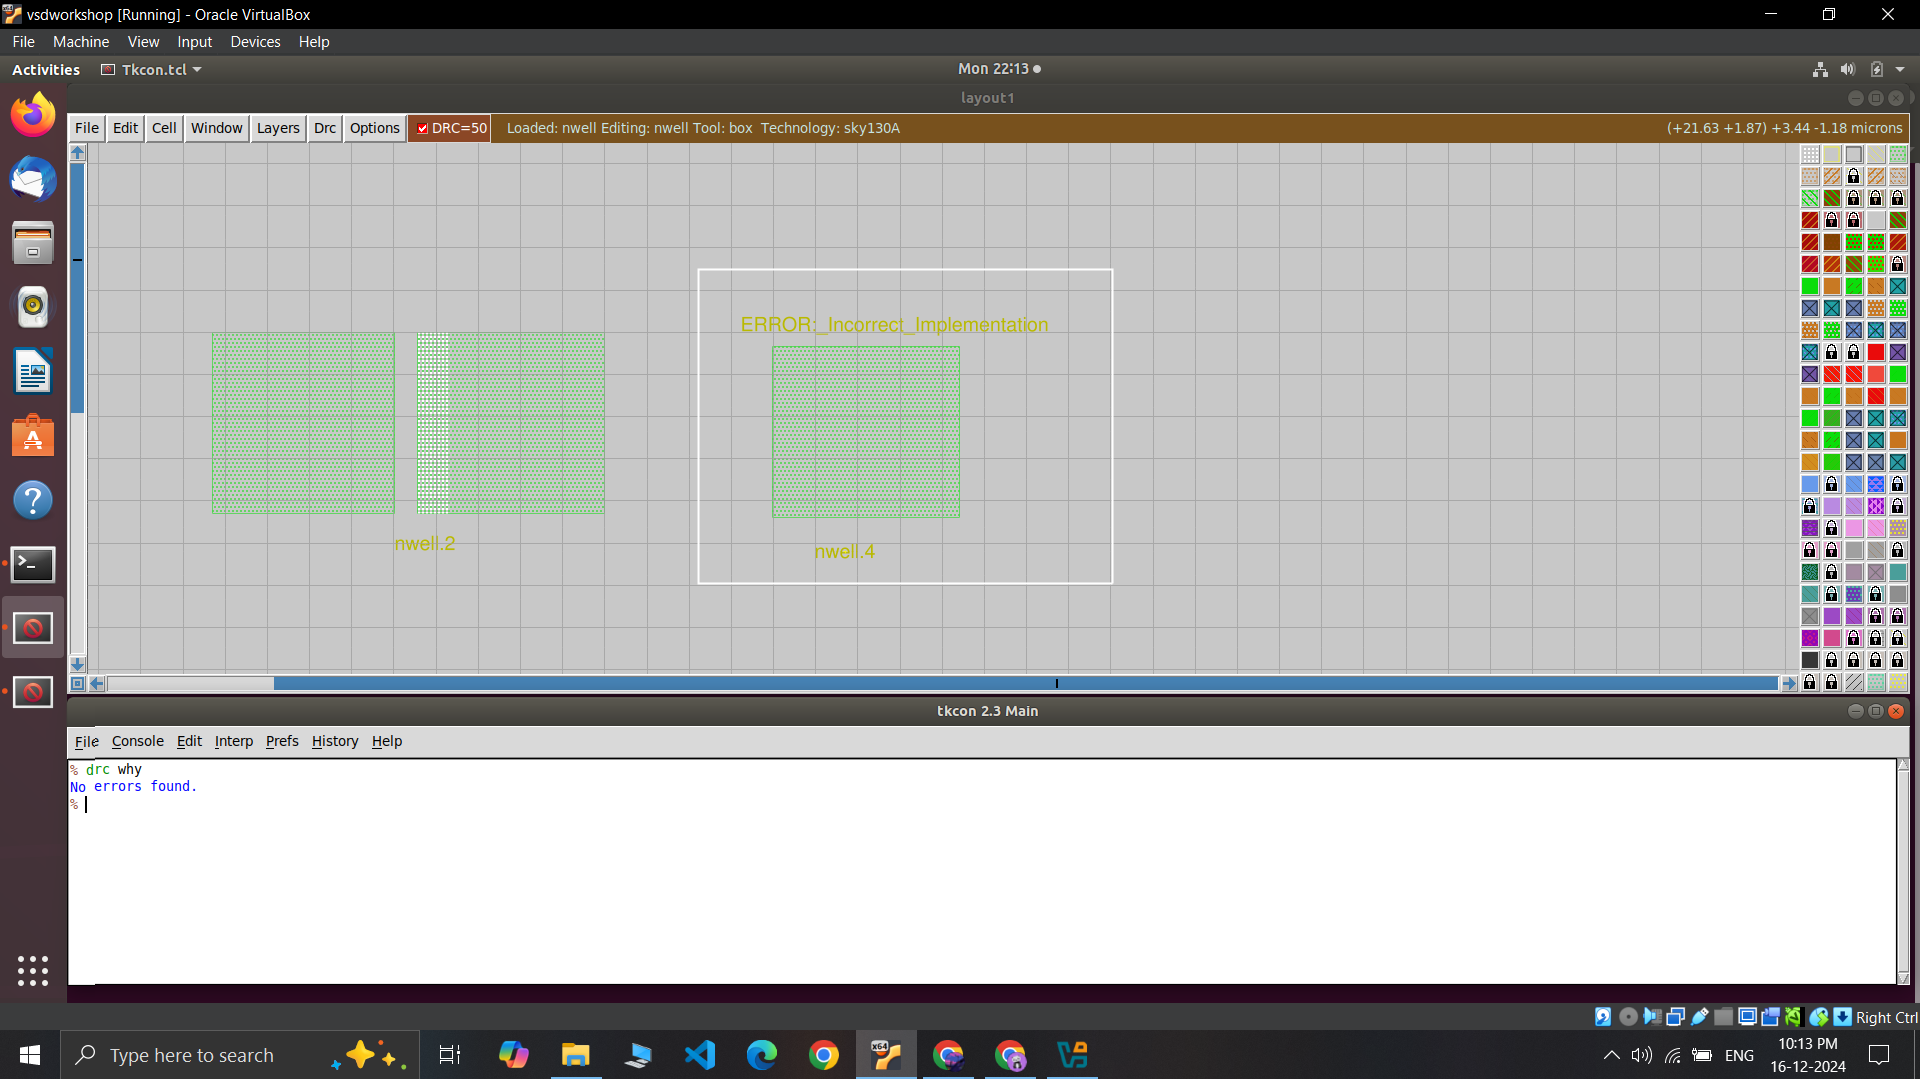 vsdworkshop [Running] - Oracle VirtualBox
File Machine View Input Devices Help
Activities Tkcon.tcl Mon 22:13
layout1
File Edit Cell Window Layers Drc Options DRC=50 Loaded: nwell Editing: nwell Tool: box Technology: sky130A (+21.63 +1.87) +3.44 -1.18 microns
ERROR:_Incorrect_Implementation
nwell.2
nwell.4
tkcon 2.3 Main
File Console Edit Interp Prefs History Help
% drc why
No errors found.
%
Right Ctrl
Type here to search
x64
ENG
10:13 PM
16-12-2024